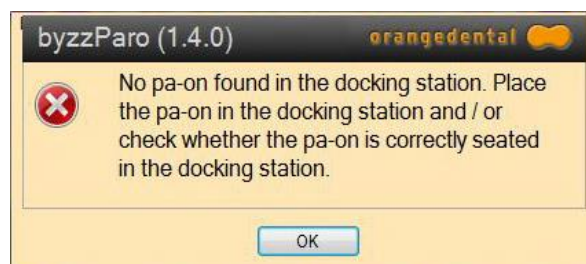 byzzParo (1.4.0)
orangedental
No pa-on found in the docking station. Place
the pa-on in the docking station and / or
check whether the pa-on is correctly seated
in the docking station.
OK